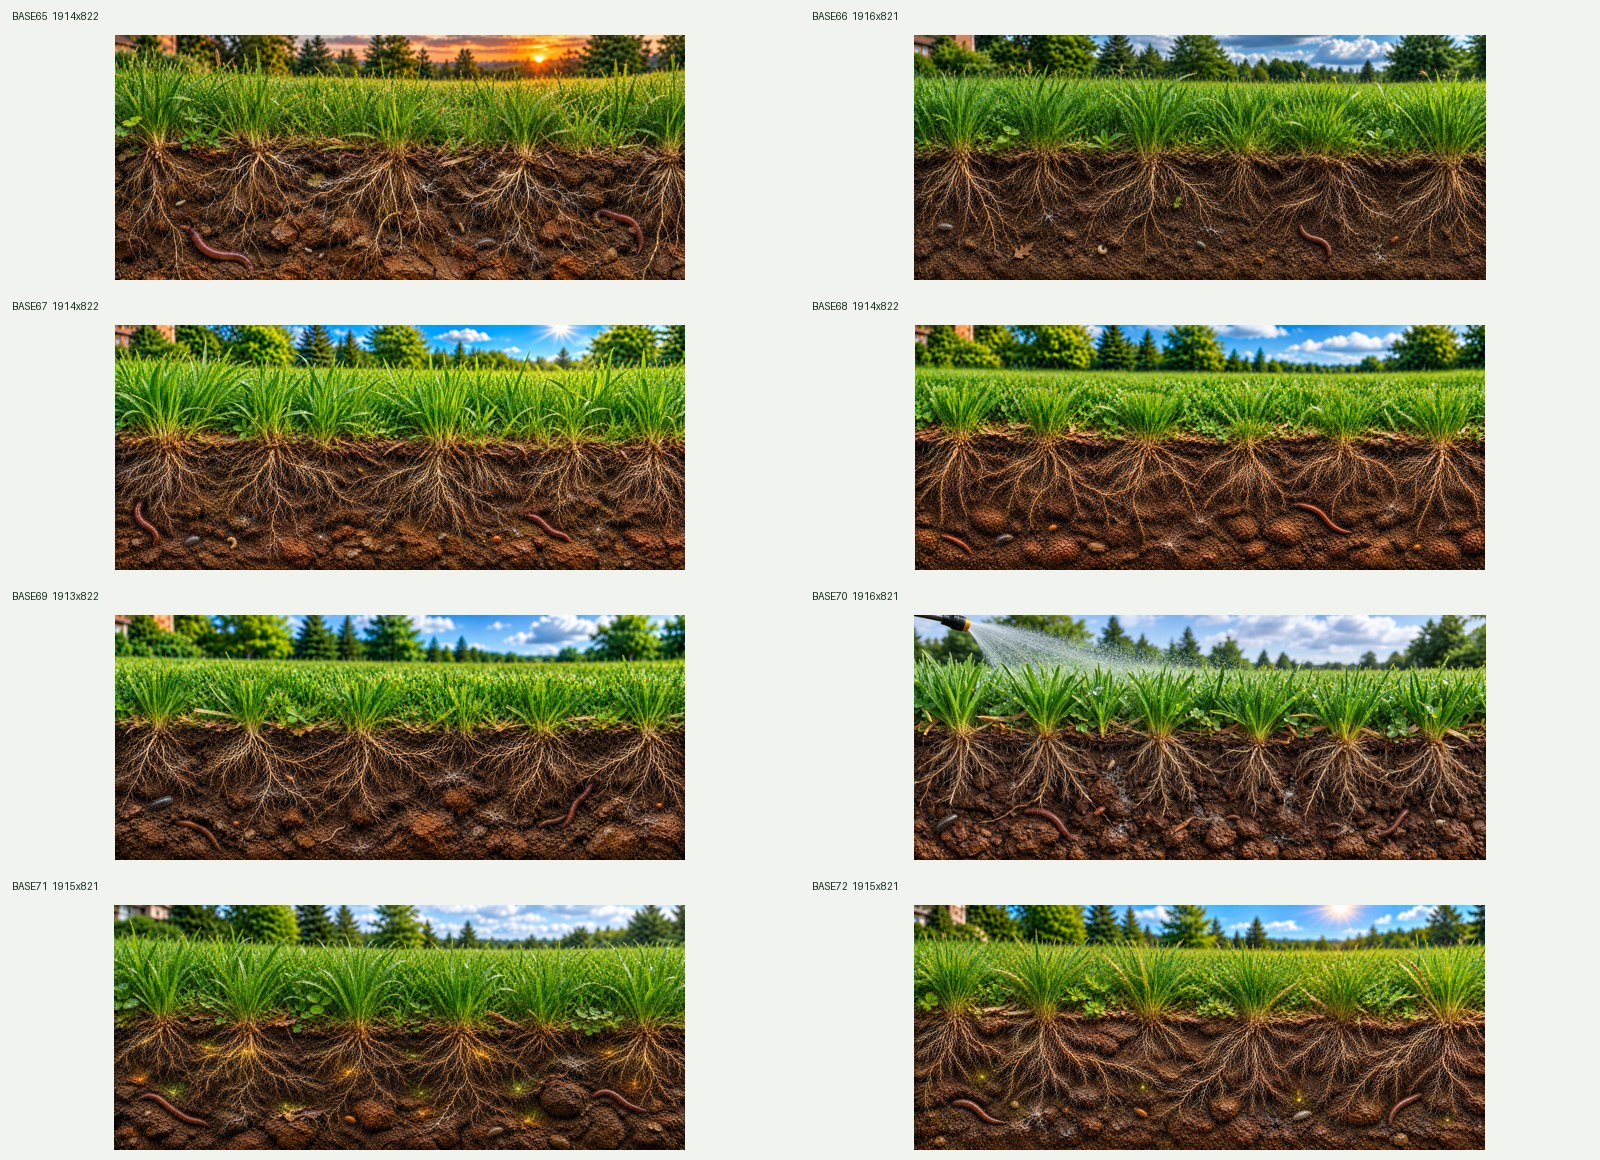 BASE65 1914x822
BASE66 1916x821
BASE67 1914x822
BASE68 1914x822
BASE69 1913x822
BASE70 1916x821
BASE71 1915x821
BASE72 1915x821